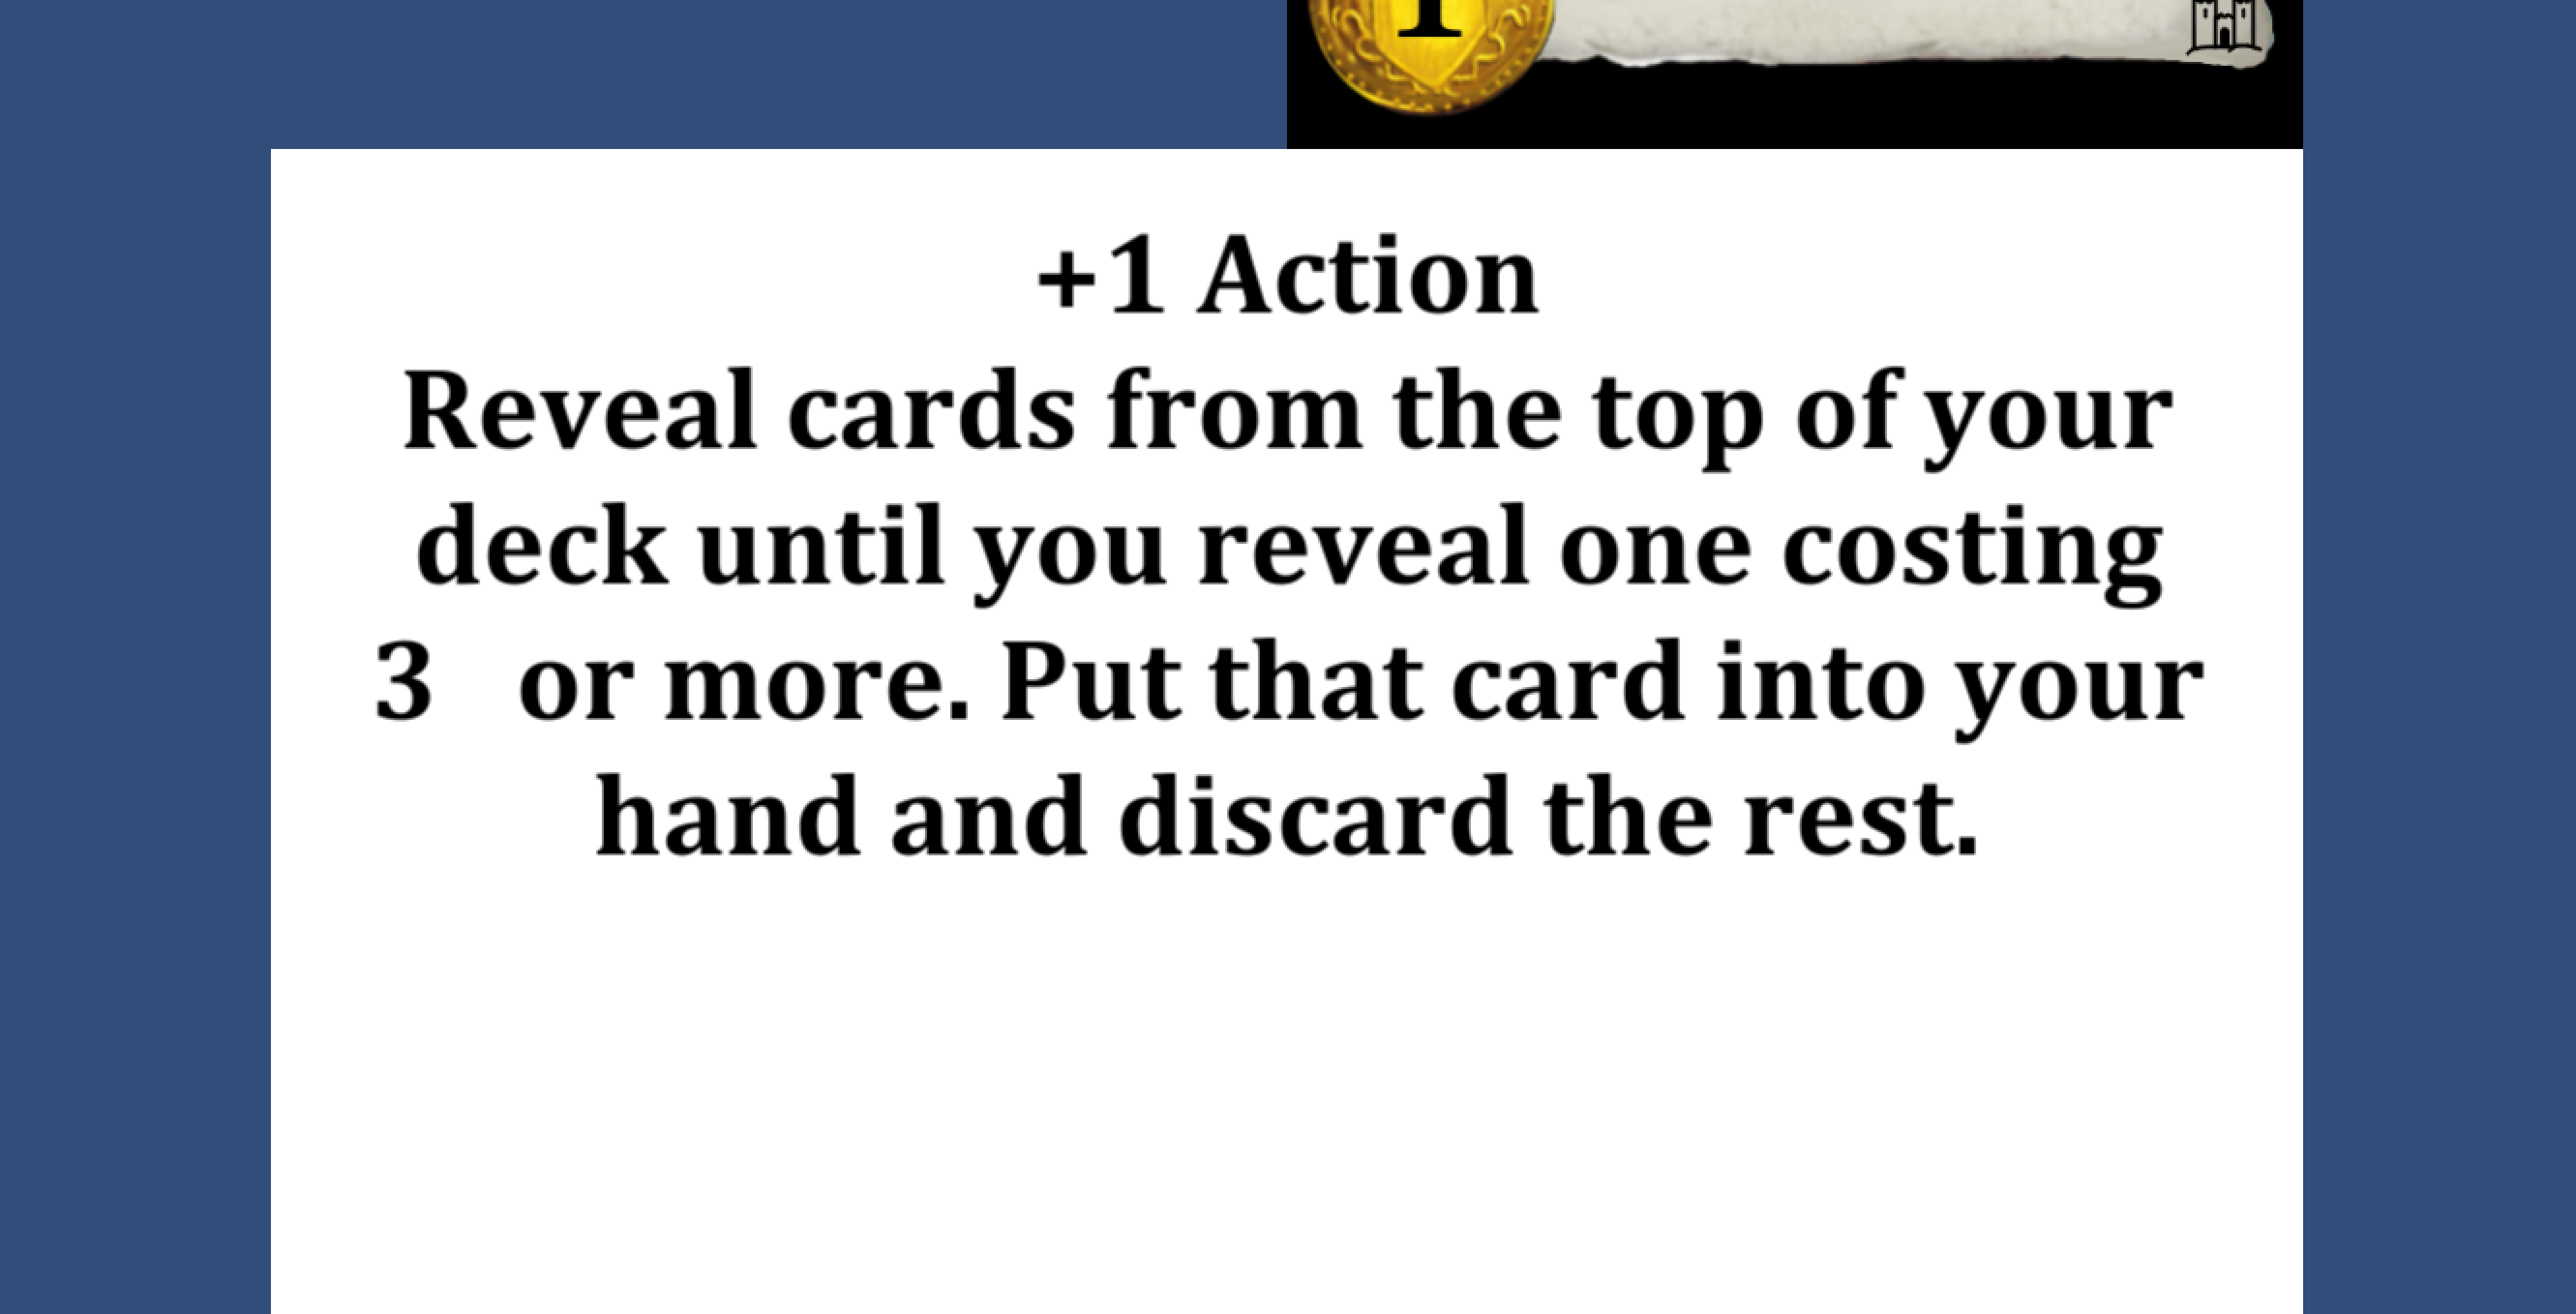 +1 Action
Reveal cards from the top of your
deck until you reveal one costing
3 or more. Put that card into your
hand and discard the rest.